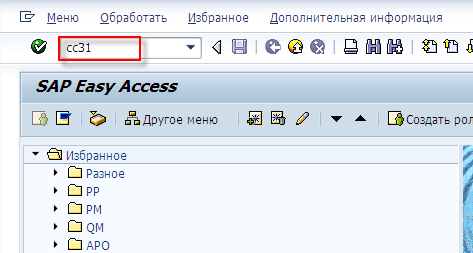 Меню Обработать Избранное Дополнительная информация
cc31
SAP Easy Access
Другое меню Создать рол
Избранное
Разное
PP
PM
QM
APO